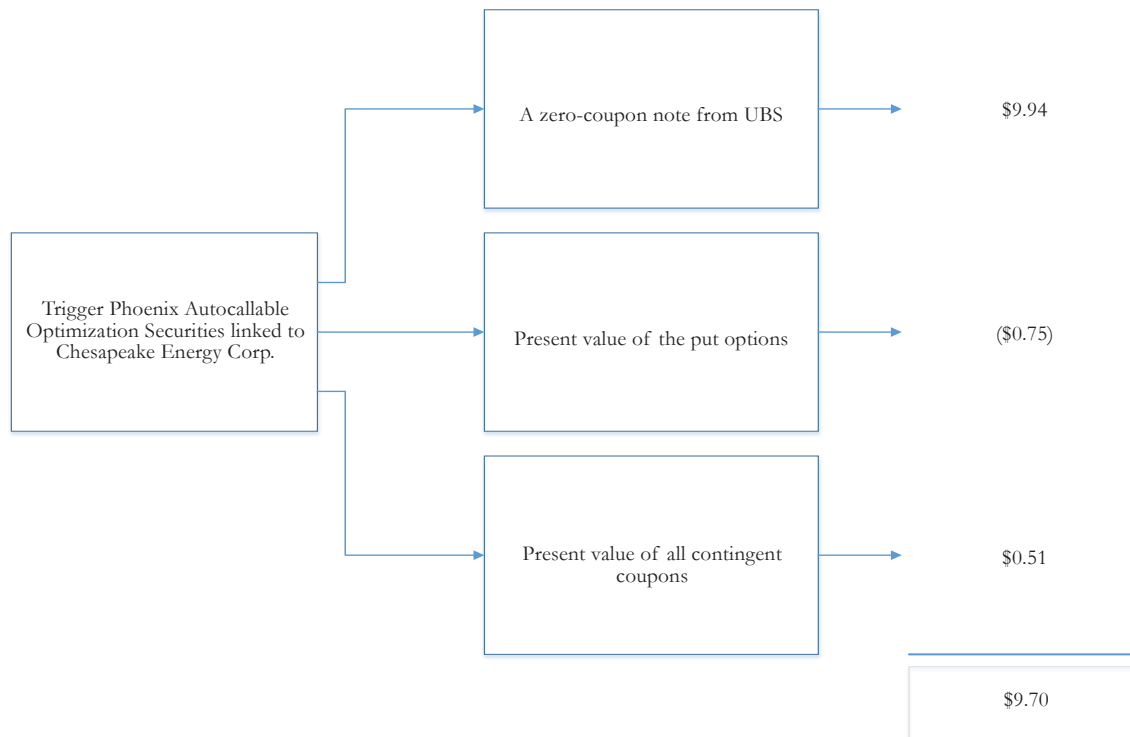 A zero-coupon note from UBS
$9.94
Trigger Phoenix Autocallable
Optimization Securities linked to
Chesapeake Energy Corp.
Present value of the put options
($0.75)
Present value of all contingent
coupons
$0.51
$9.70